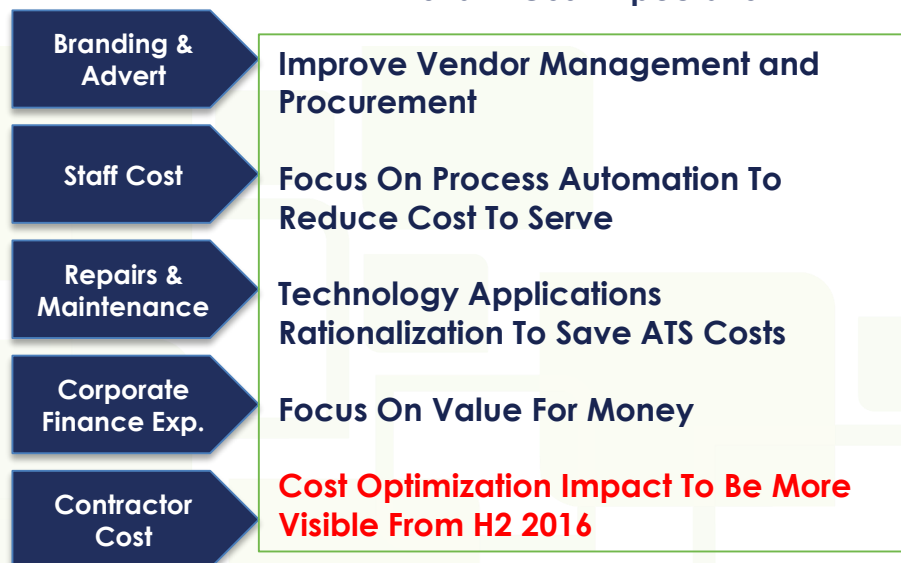 Branding &
Advert
Improve Vendor Management and
Procurement
Staff Cost
Focus On Process Automation To
Reduce Cost To Serve
Repairs &
Maintenance
Technology Applications
Rationalization To Save ATS Costs
Corporate
Finance Exp.
Focus On Value For Money
Contractor
Cost
Cost Optimization Impact To Be More
Visible From H2 2016